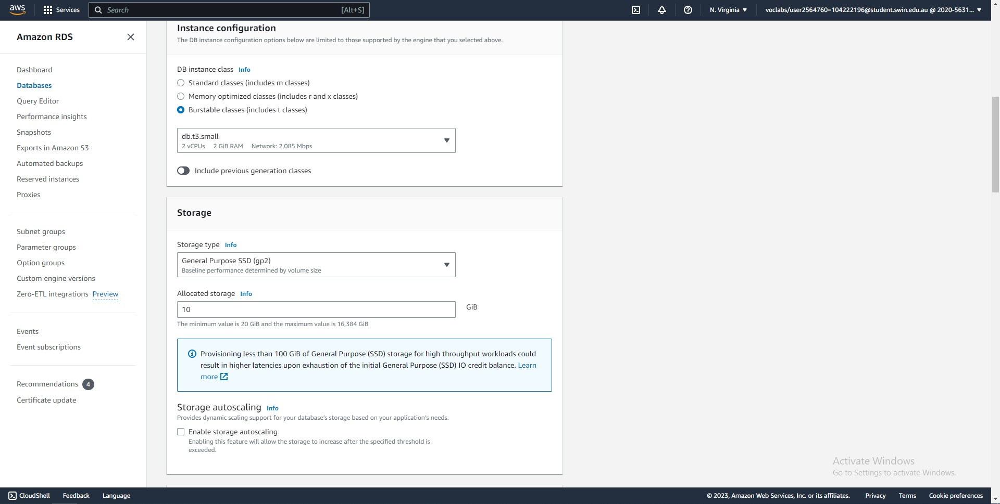 aws
Services
Search
[Alt+S]
N. Virginia
voclabs/user2564760=104222196@student.swin.edu.au @ 2020-5631...
Amazon RDS
Dashboard
Databases
Query Editor
Performance insights
Snapshots
Exports in Amazon S3
Automated backups
Reserved instances
Proxies
Subnet groups
Parameter groups
Option groups
Custom engine versions
Zero-ETL integrations Preview
Events
Event subscriptions
Recommendations 4
Certificate update
Instance configuration
The DB instance configuration options below are limited to those supported by the engine that you selected above.
DB instance class Info
Standard classes (includes m classes)
Memory optimized classes (includes r and x classes)
Burstable classes (includes t classes)
db.t3.small
2 vCPUs 2 GiB RAM Network: 2,085 Mbps
Include previous generation classes
Storage
Storage type Info
General Purpose SSD (gp2)
Baseline performance determined by volume size
Allocated storage Info
10
GiB
The minimum value is 20 GiB and the maximum value is 16,384 GiB
Provisioning less than 100 GiB of General Purpose (SSD) storage for high throughput workloads could
result in higher latencies upon exhaustion of the initial General Purpose (SSD) IO credit balance. Learn
more
Storage autoscaling Info
Provides dynamic scaling support for your database's storage based on your application's needs.
Enable storage autoscaling
Enabling this feature will allow the storage to increase after the specified threshold is
exceeded.
Activate Windows
Go to Settings to activate Windows.
CloudShell
Feedback
Language
© 2023, Amazon Web Services, Inc. or its affiliates.
Privacy
Terms
Cookie preferences